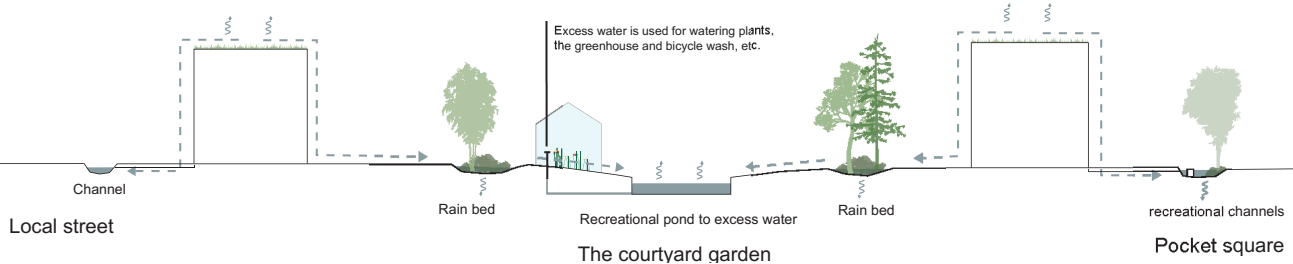 Excess water is used for watering plants,
the greenhouse and bicycle wash, etc.
Channel
Rain bed
Recreational pond to excess water
Rain bed
recreational channels
Local street
The courtyard garden
Pocket square